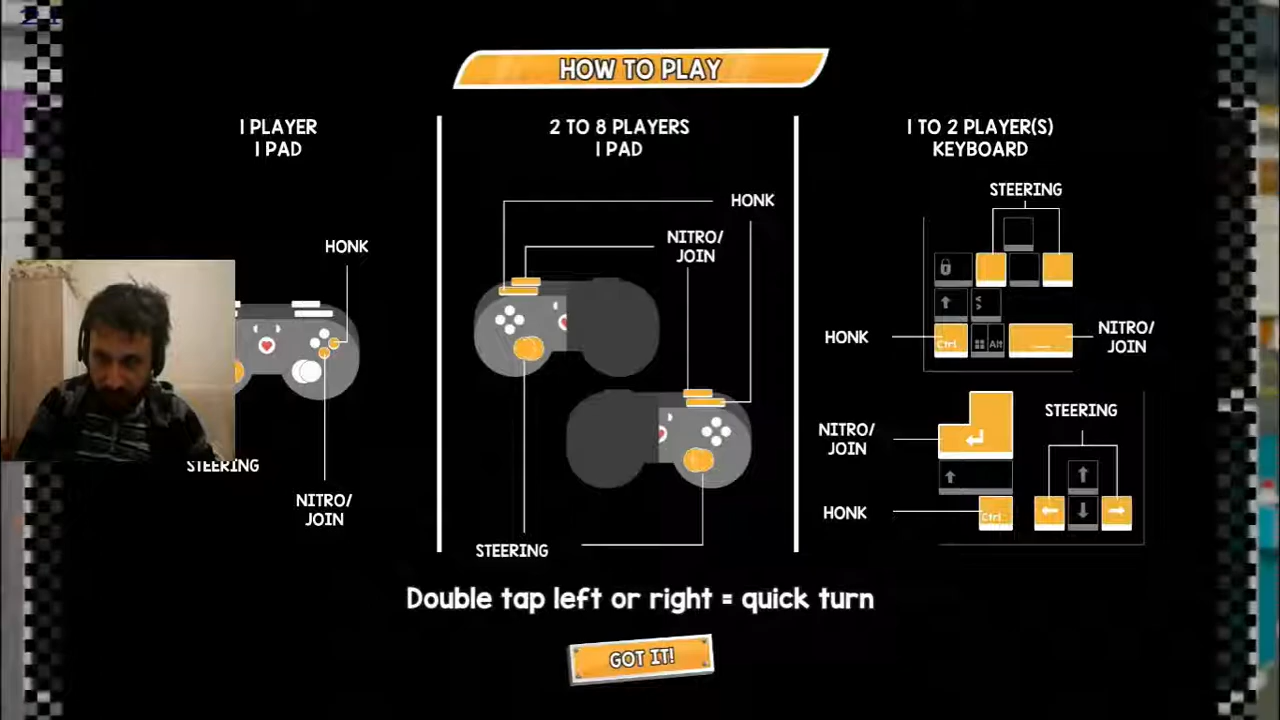 HOW TO PLAY
1 PLAYER
1 PAD
HONK
STEERING
NITRO/
JOIN
2 TO 8 PLAYERS
1 PAD
HONK
NITRO/
JOIN
STEERING
1 TO 2 PLAYER(S)
KEYBOARD
STEERING
HONK
Ctrl
Alt
NITRO/
JOIN
NITRO/
JOIN
STEERING
HONK
Ctrl
Double tap left or right = quick turn
GOT IT!